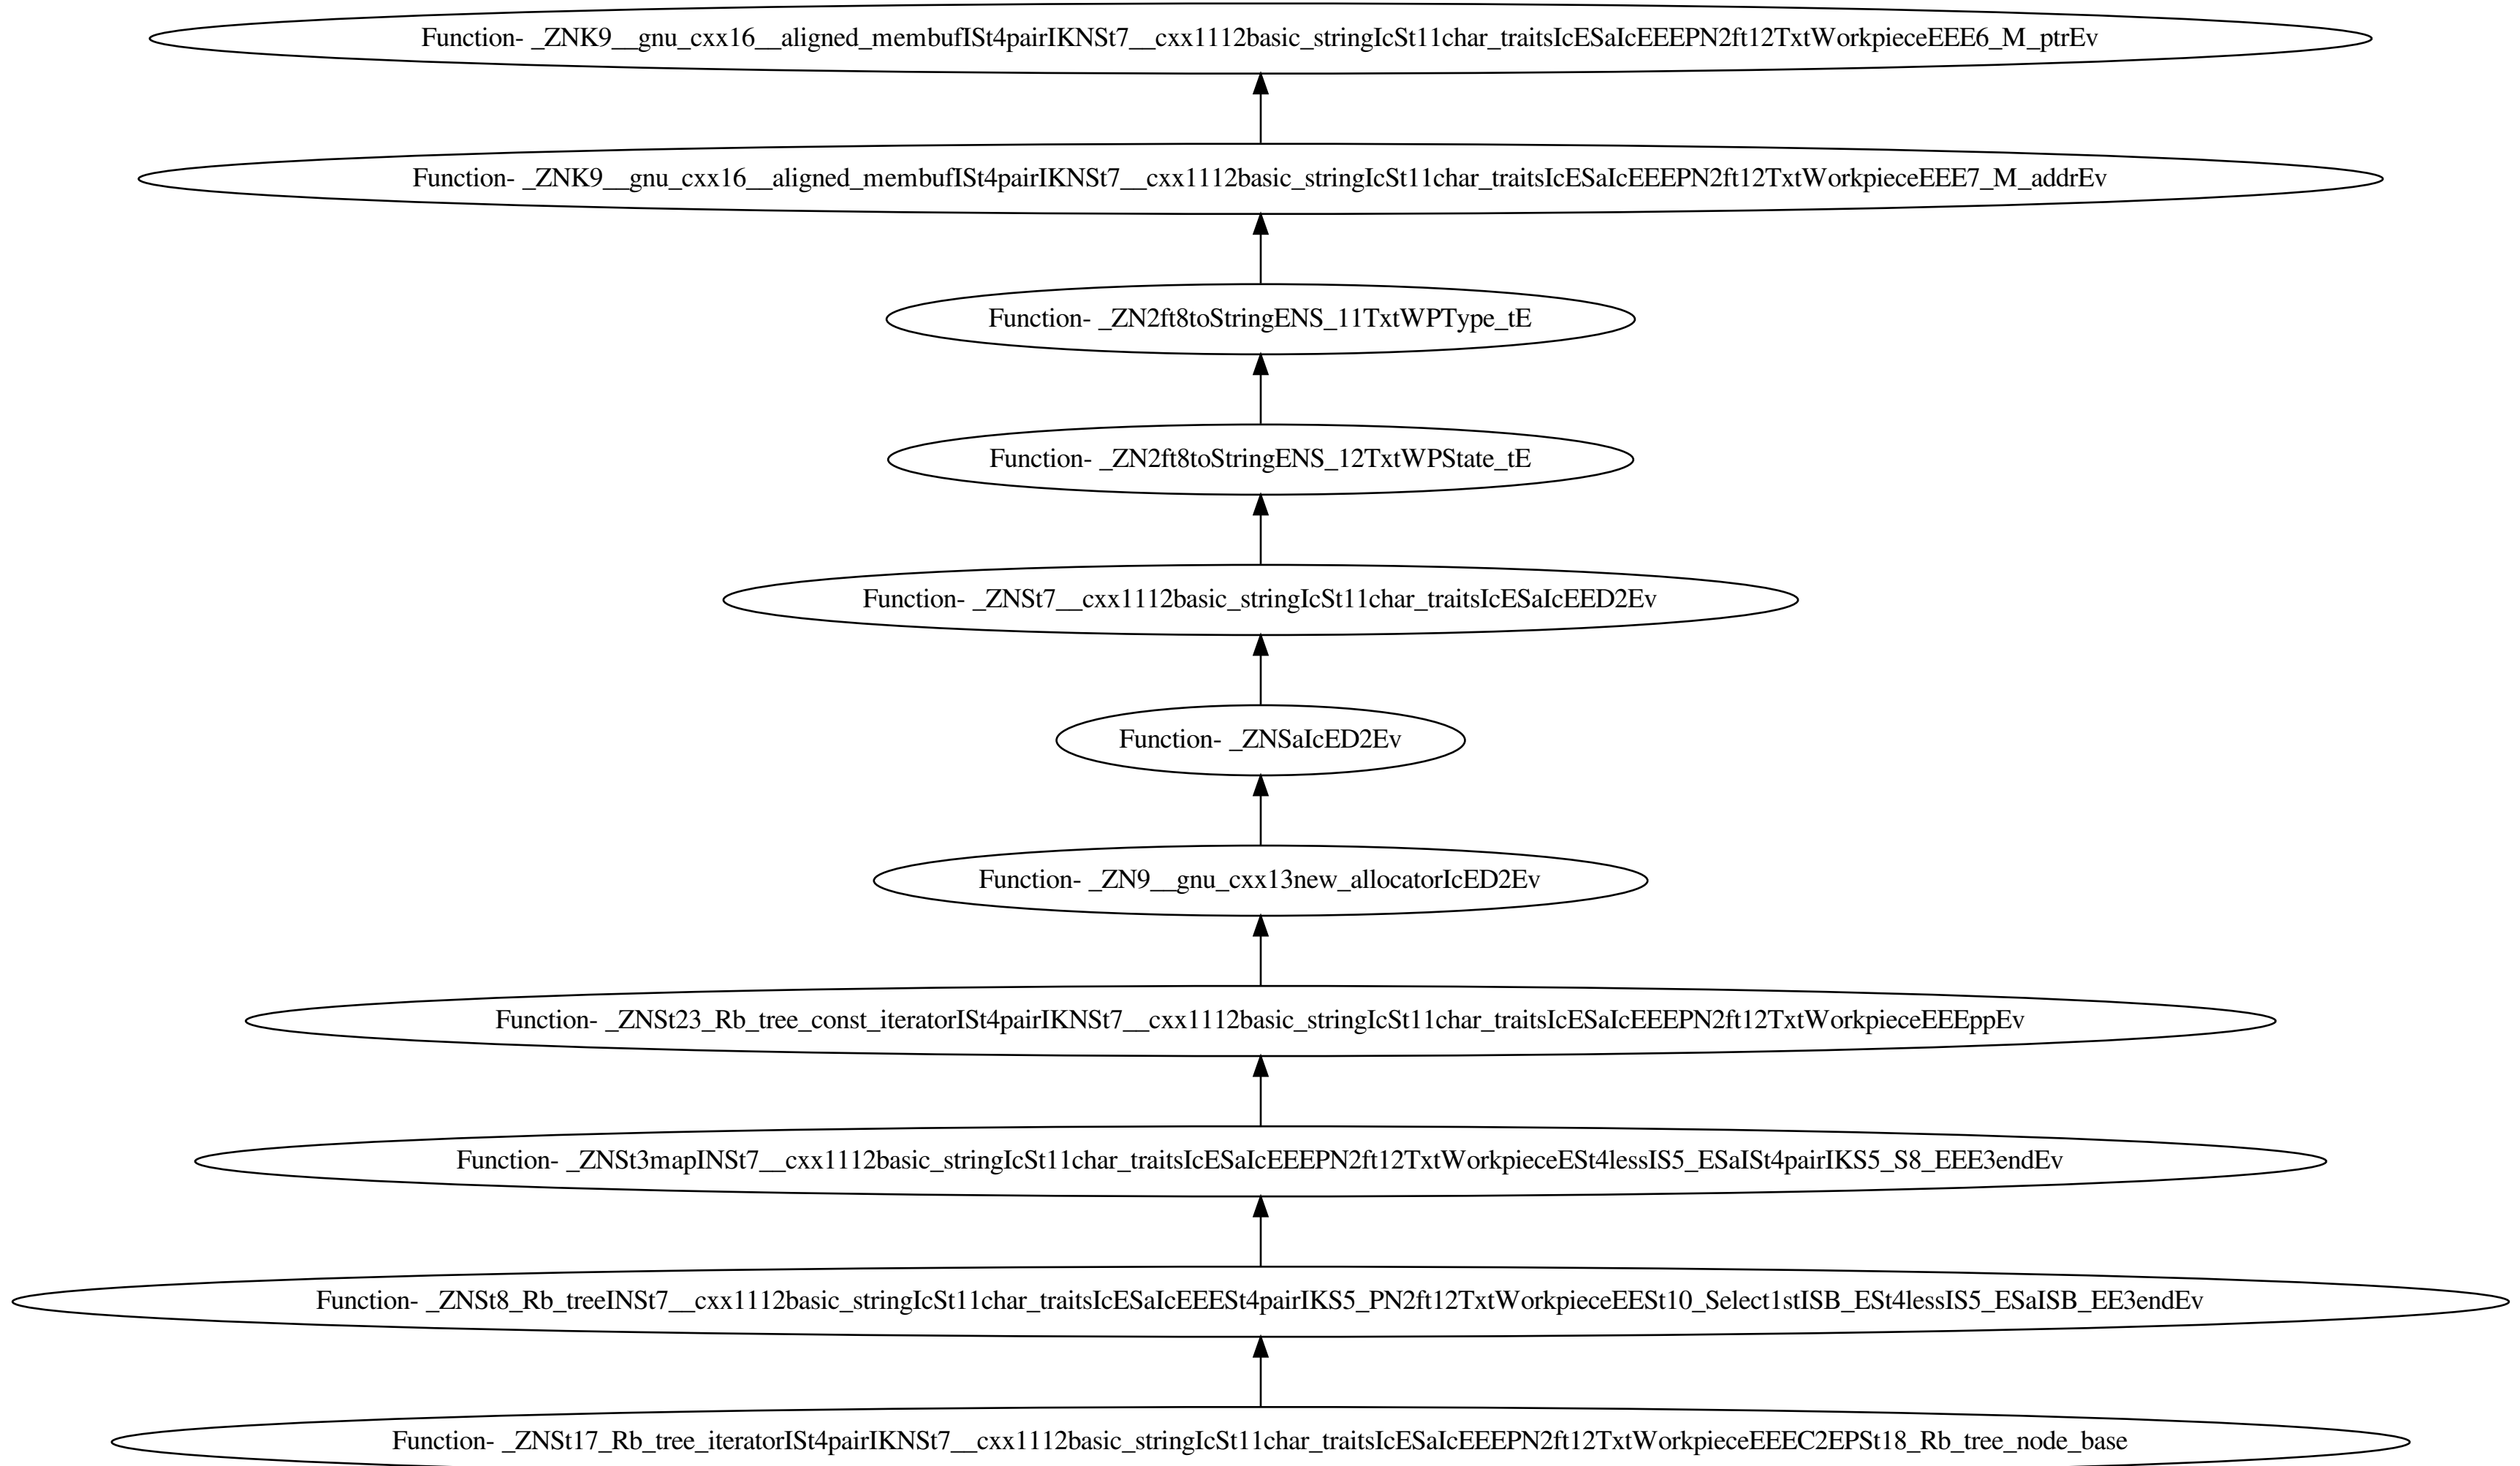 Function- _ZNK9__gnu_cxx16__aligned_membufISt4pairIKNSt7__cxx1112basic_stringIcSt11char_traitsIcESaIcEEEPN2ft12TxtWorkpieceEEE6_M_ptrEv
Function- _ZNK9__gnu_cxx16__aligned_membufISt4pairIKNSt7__cxx1112basic_stringIcSt11char_traitsIcESaIcEEEPN2ft12TxtWorkpieceEEE7_M_addrEv
Function- _ZN2ft8toStringENS_11TxtWPType_tE
Function- _ZN2ft8toStringENS_12TxtWPState_tE
Function- _ZNSt7__cxx1112basic_stringIcSt11char_traitsIcESaIcEED2Ev
Function- _ZNSaIcED2Ev
Function- _ZN9__gnu_cxx13new_allocatorIcED2Ev
Function- _ZNSt23_Rb_tree_const_iteratorISt4pairIKNSt7__cxx1112basic_stringIcSt11char_traitsIcESaIcEEEPN2ft12TxtWorkpieceEEEppEv
Function- _ZNSt3mapINSt7__cxx1112basic_stringIcSt11char_traitsIcESaIcEEEPN2ft12TxtWorkpieceESt4lessIS5_ESaISt4pairIKS5_S8_EEE3endEv
Function- _ZNSt8_Rb_treeINSt7__cxx1112basic_stringIcSt11char_traitsIcESaIcEEESt4pairIKS5_PN2ft12TxtWorkpieceEESt10_Select1stISB_ESt4lessIS5_ESaISB_EE3endEv
Function- _ZNSt17_Rb_tree_iteratorISt4pairIKNSt7__cxx1112basic_stringIcSt11char_traitsIcESaIcEEEPN2ft12TxtWorkpieceEEEC2EPSt18_Rb_tree_node_base